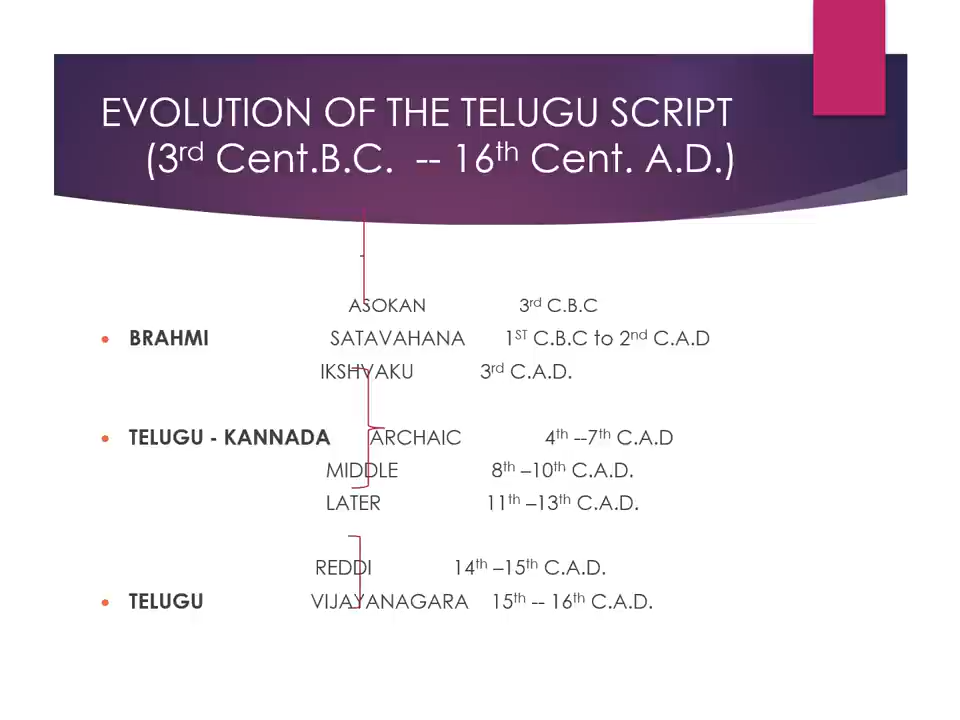 EVOLUTION OF THE TELUGU SCRIPT
(3rd Cent.B.C. -- 16th Cent. A.D.)
-
ASOKAN 3rd C.B.C
• BRAHMI SATAVAHANA 1ST C.B.C to 2nd C.A.D
IKSHVAKU 3rd C.A.D.
• TELUGU - KANNADA ARCHAIC 4th --7th C.A.D
MIDDLE 8th –10th C.A.D.
LATER 11th –13th C.A.D.
REDDI 14th –15th C.A.D.
• TELUGU VIJAYANAGARA 15th -- 16th C.A.D.